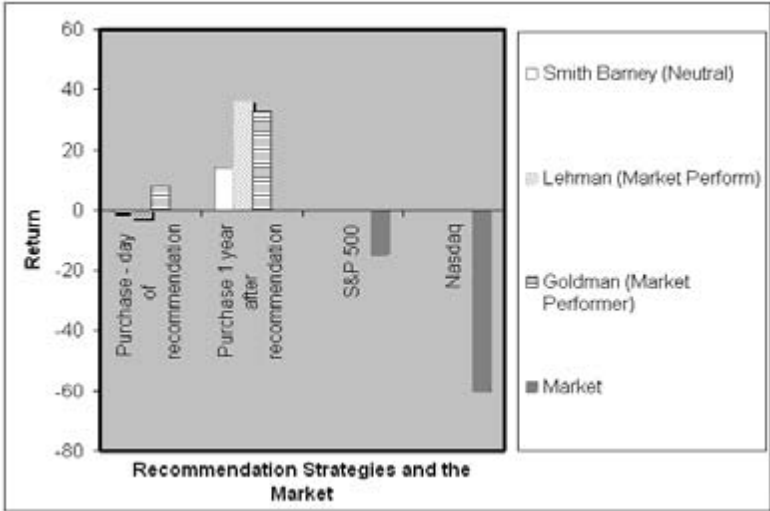 60
40
20
0
-20
-40
-60
-80
Return
Purchase - day
of
recommendation
Purchase 1 year
after
recommendation
S&P 500
Nasdaq
Recommendation Strategies and the
Market
Smith Barney (Neutral)
Lehman (Market Perform)
Goldman (Market
Performer)
Market